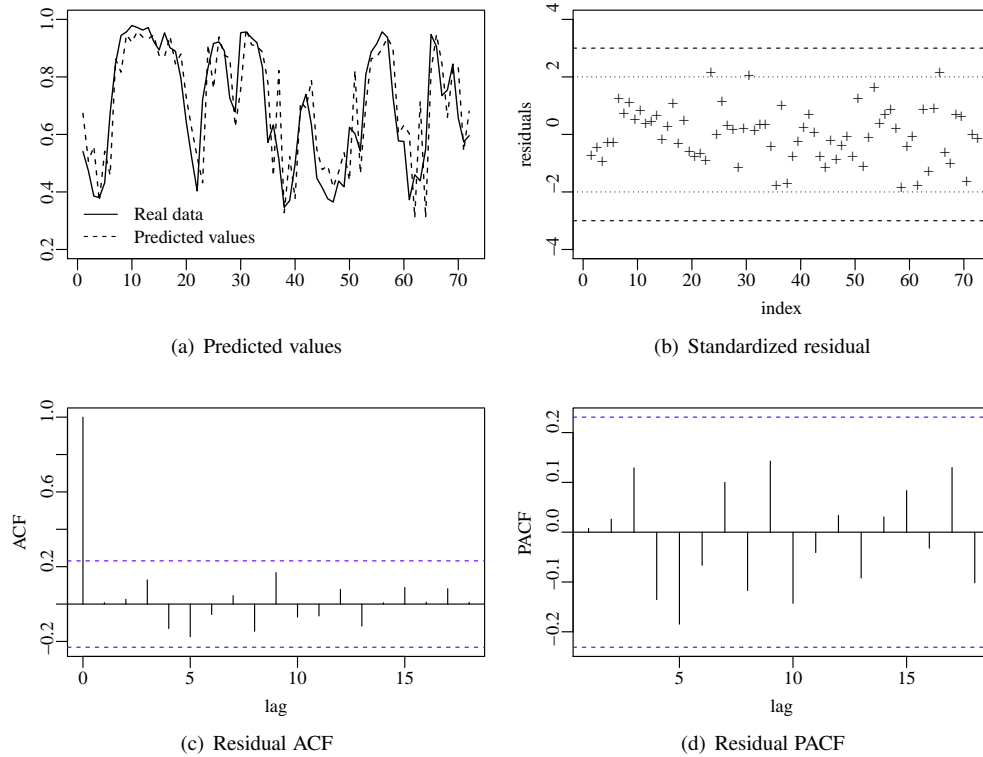 0.2 0.4 0.6 0.8 1.0
Real data
Predicted values
0 10 20 30 40 50 60 70
(a) Predicted values
residuals
−4 −2 0 2 4
0 10 20 30 40 50 60 70
index
(b) Standardized residual
ACF
−0.2 0.2 0.6 1.0
0 5 10 15
lag
(c) Residual ACF
PACF
−0.2 −0.1 0.0 0.1 0.2
5 10 15
lag
(d) Residual PACF